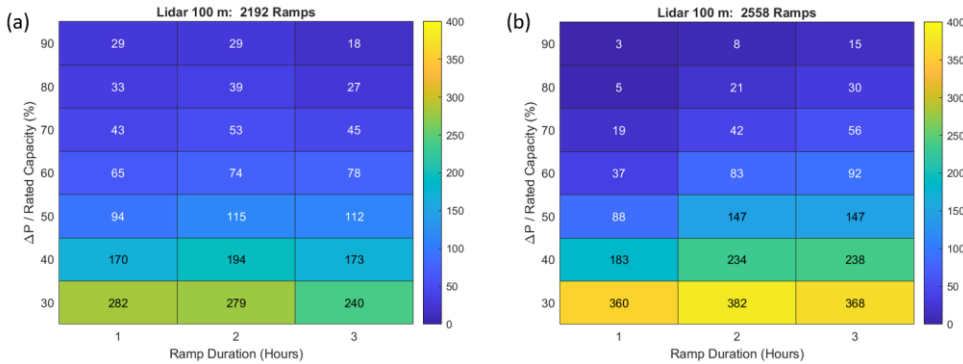 (a)
Lidar 100 m: 2192 Ramps
ΔP / Rated Capacity (%)
90 29 29 18
80 33 39 27
70 43 53 45
60 65 74 78
50 94 115 112
40 170 194 173
30 282 279 240
1 2 3
Ramp Duration (Hours)
400
350
300
250
200
150
100
50
0
(b)
Lidar 100 m: 2558 Ramps
ΔP / Rated Capacity (%)
90 3 8 15
80 5 21 30
70 19 42 56
60 37 83 92
50 88 147 147
40 183 234 238
30 360 382 368
1 2 3
Ramp Duration (Hours)
400
350
300
250
200
150
100
50
0